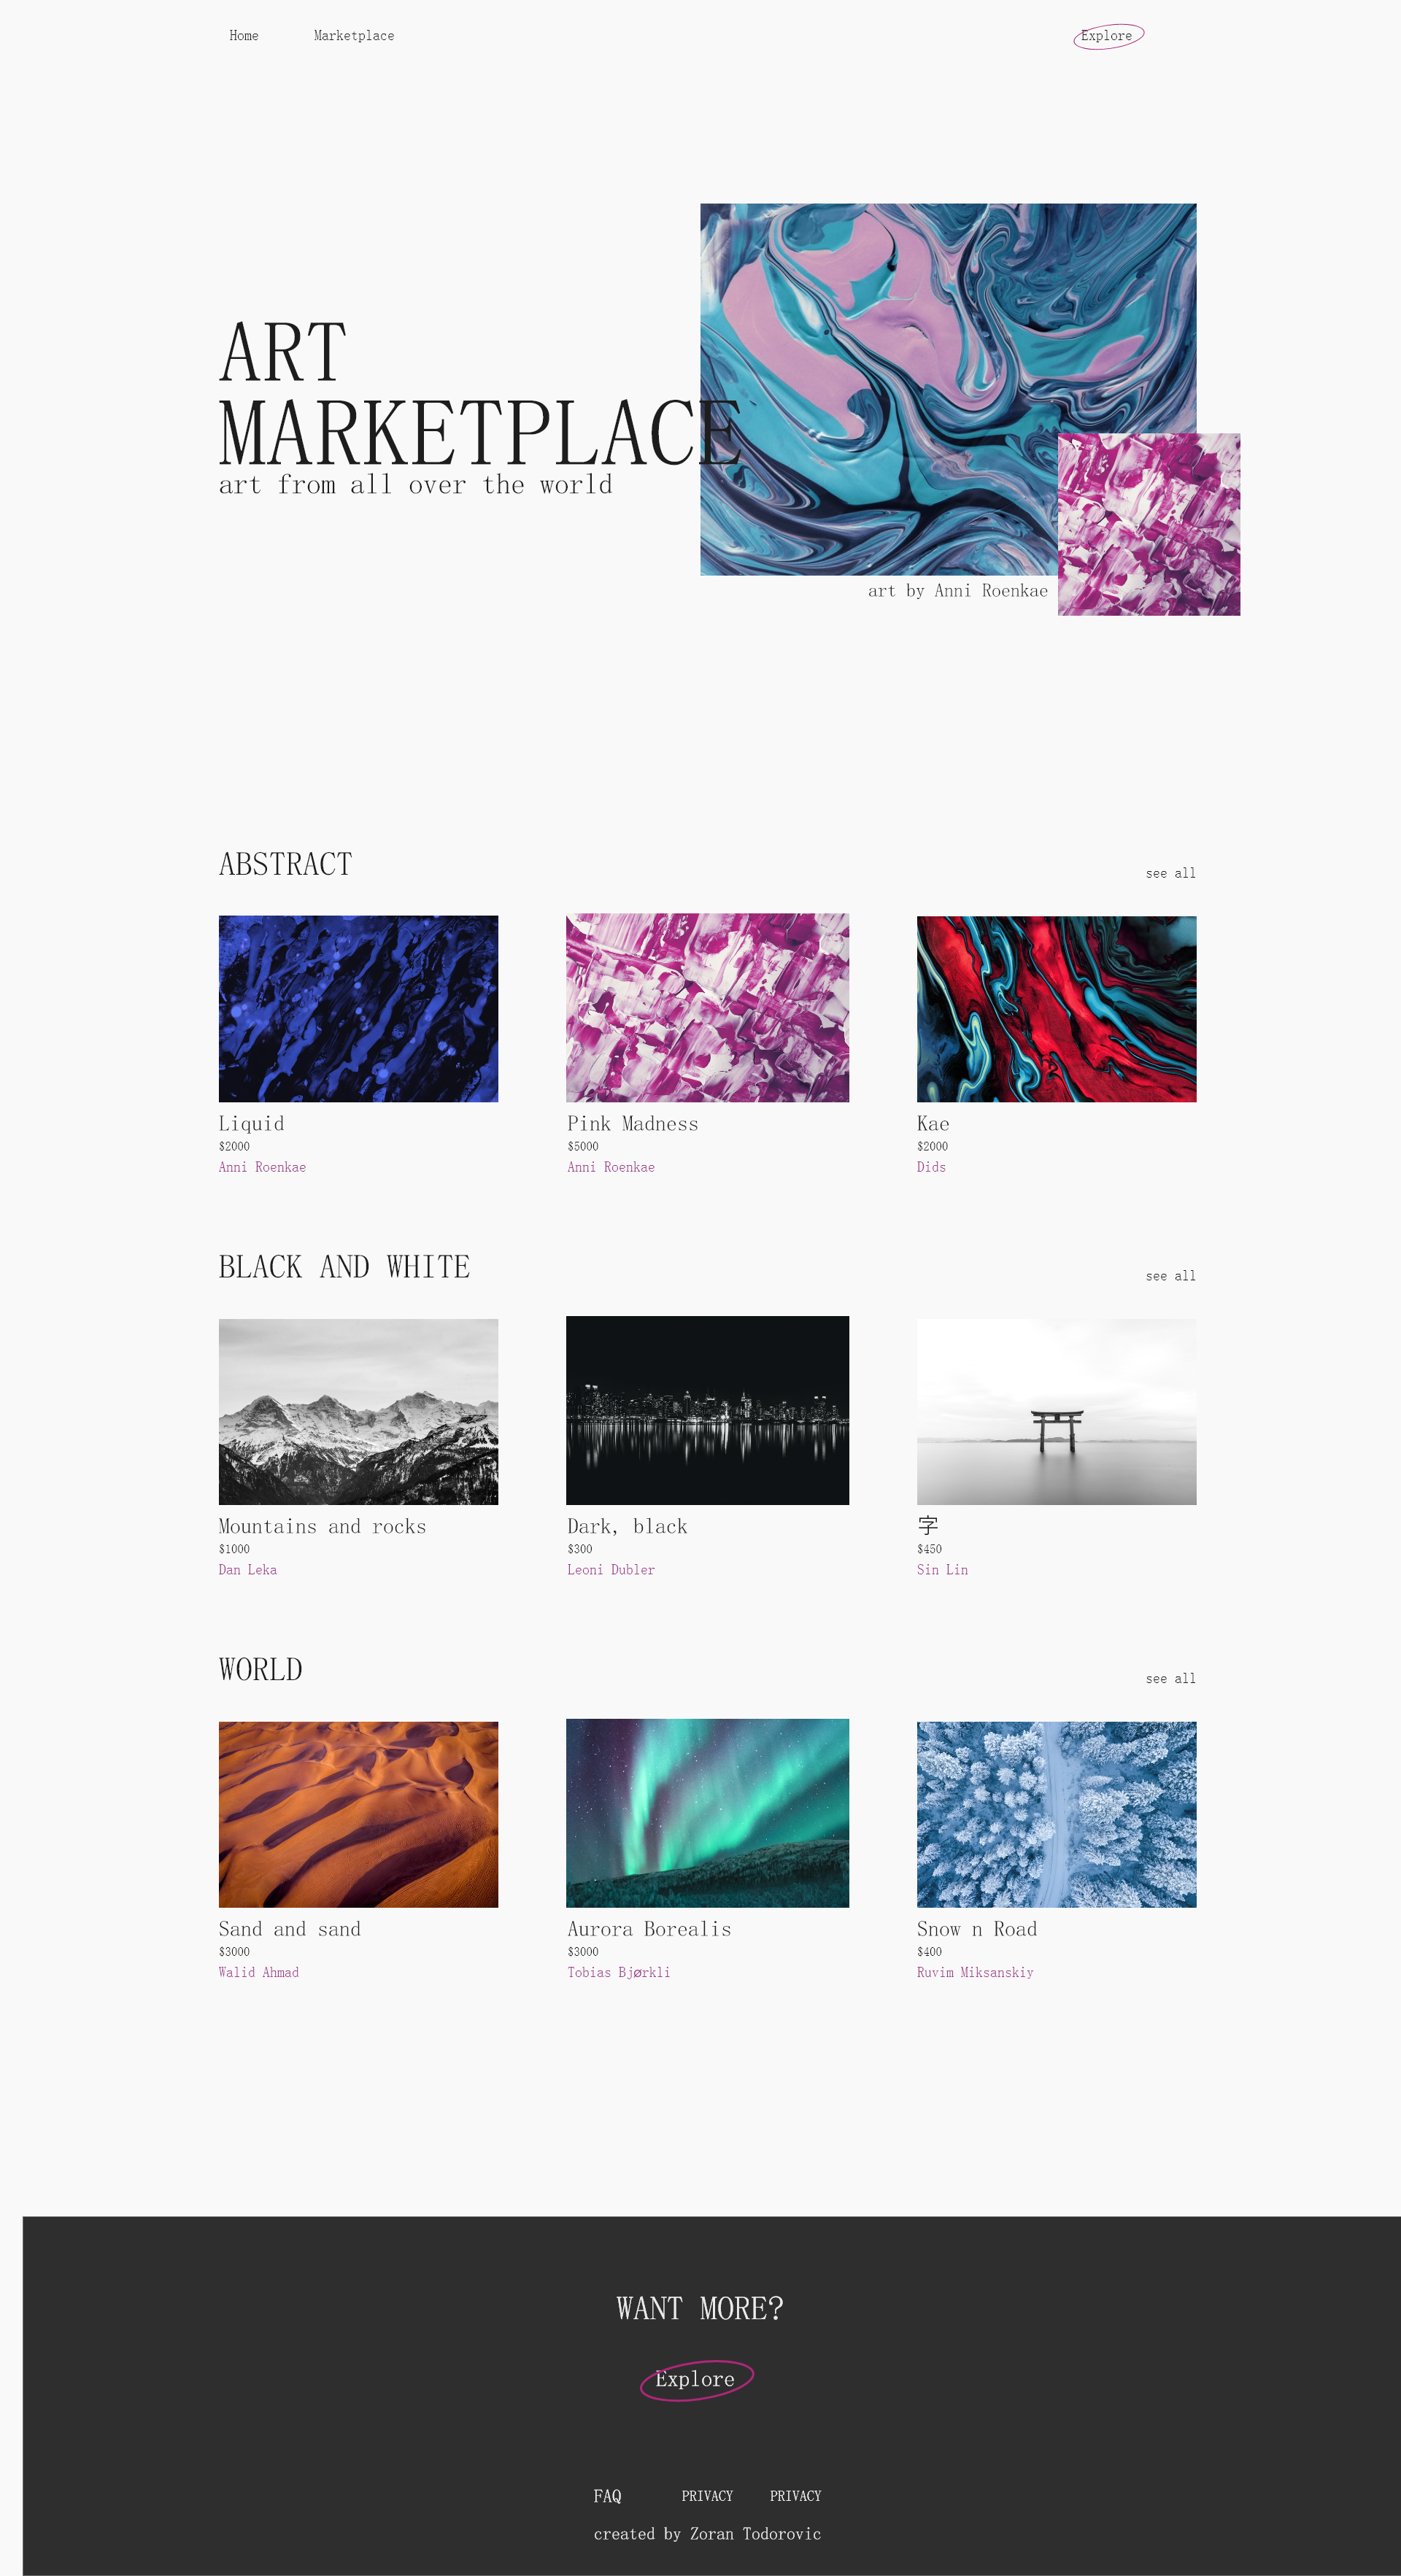 Home Marketplace Explore
ART
MARKETPLACE
art from all over the world
art by Anni Roenkae
ABSTRACT see all
Liquid Pink Madness Kae
$2000 $5000 $2000
Anni Roenkae Anni Roenkae Dids
BLACK AND WHITE see all
Mountains and rocks Dark, black 字
$1000 $300 $450
Dan Leka Leoni Dubler Sin Lin
WORLD see all
Sand and sand Aurora Borealis Snow n Road
$3000 $3000 $400
Walid Ahmad Tobias Bjørkli Ruvim Miksanskiy
WANT MORE?
Explore
FAQ PRIVACY PRIVACY
created by Zoran Todorovic